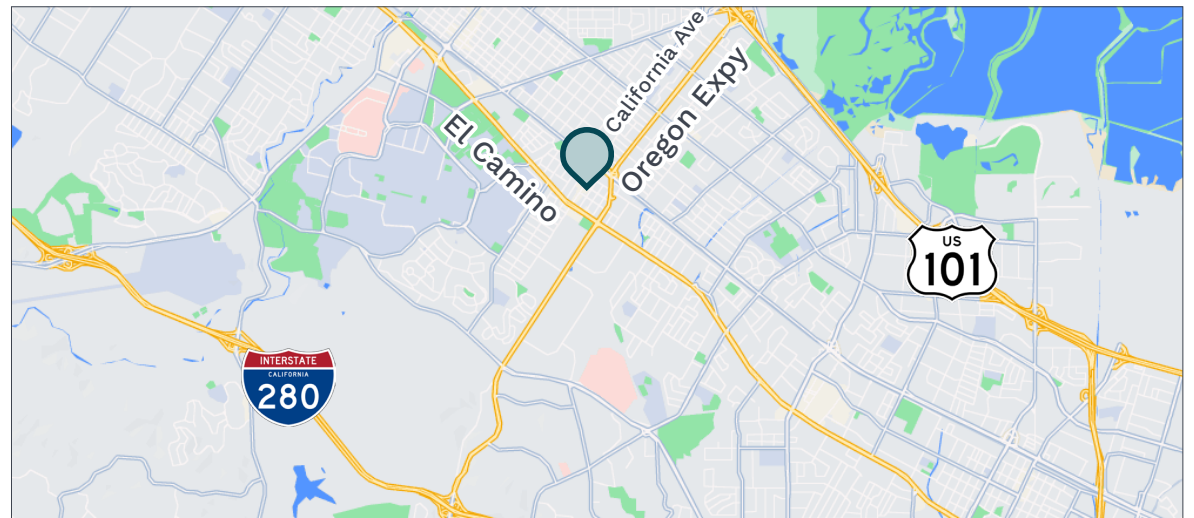 California Ave
Oregon Expy
El Camino
US
101
INTERSTATE
CALIFORNIA
280